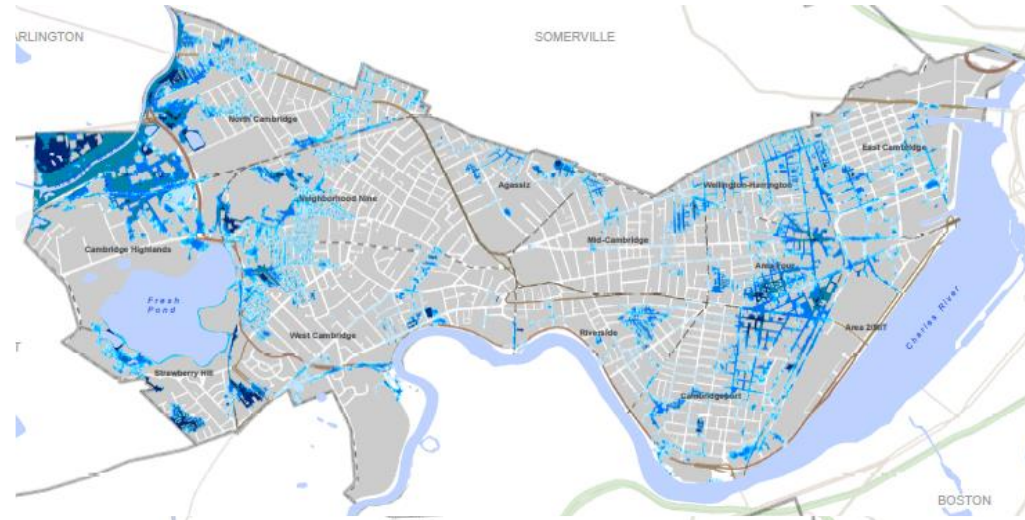 ARLINGTON
SOMERVILLE
North Cambridge
East Cambridge
Agassiz
Wellington-Harrington
Neighborhood Nine
Mid-Cambridge
Cambridge Highlands
Area Four
Fresh
Pond
Charles River
Area 2/MIT
West Cambridge
Riverside
T
Strawberry Hill
Cambridgeport
BOSTON